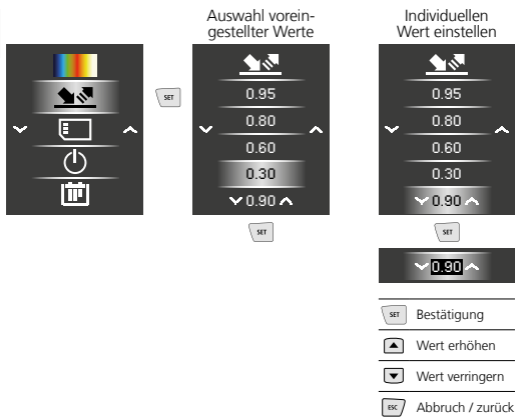 Auswahl vorein-
gestellter Werte
Individuellen
Wert einstellen
SET
0.95
0.80
0.60
0.30
0.90
SET
0.95
0.80
0.60
0.30
0.90
SET
0.90
SET Bestätigung
Wert erhöhen
Wert verringern
ESC Abbruch / zurück